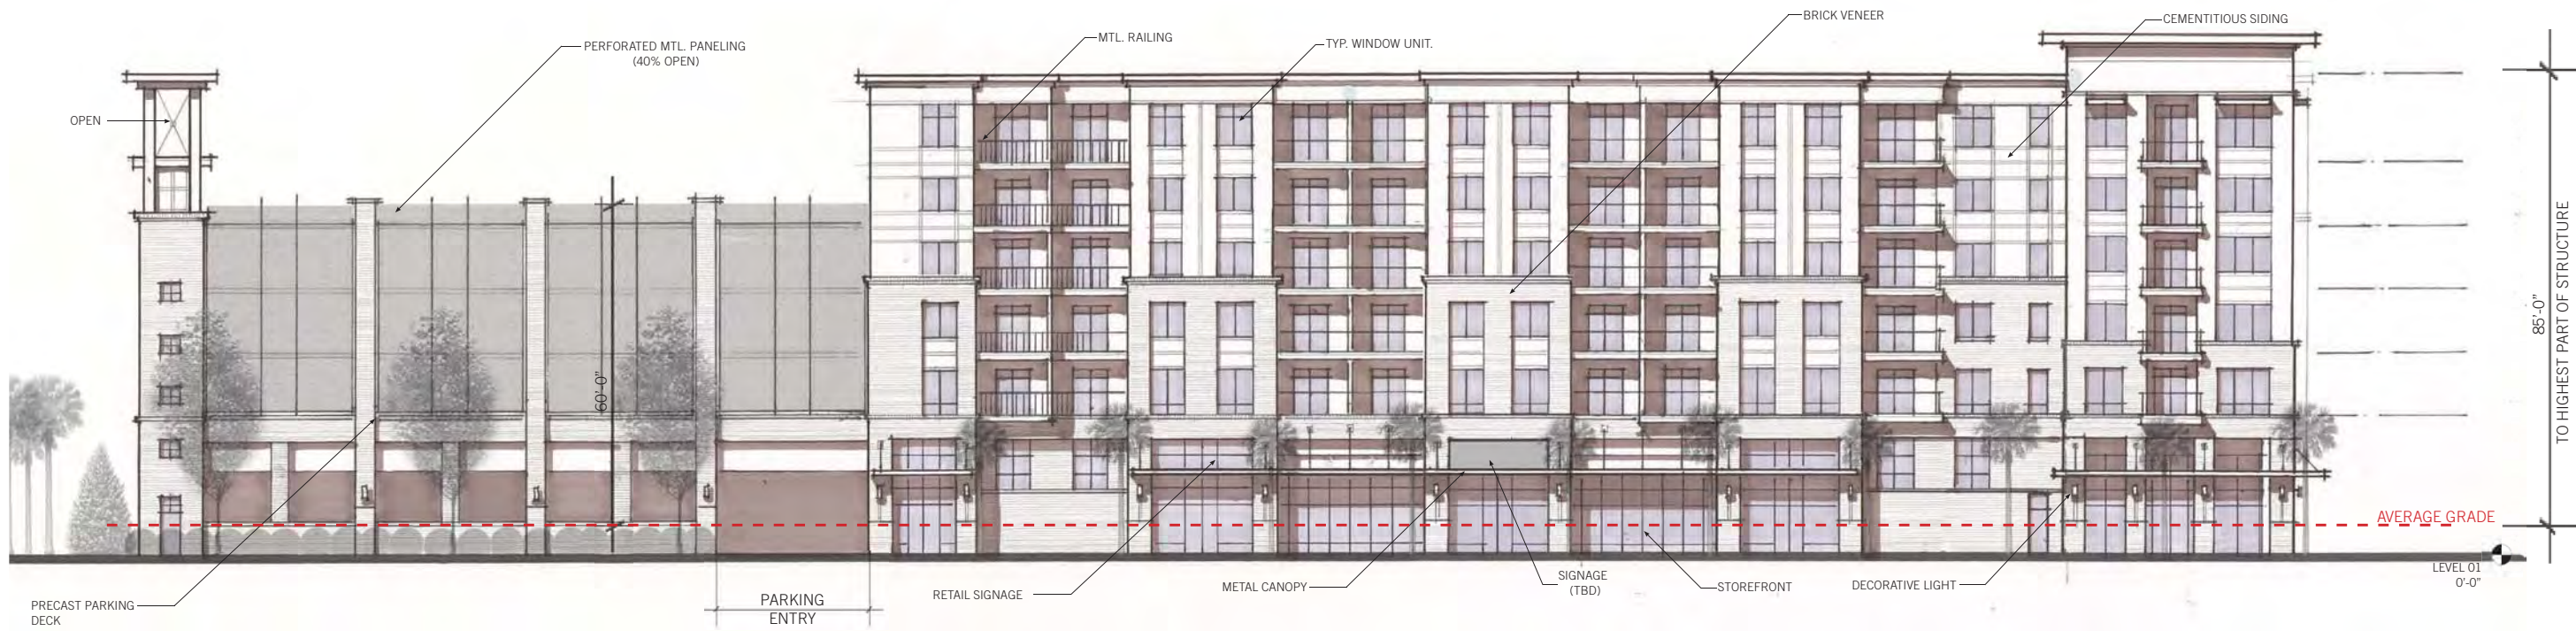 BRICK VENEER
CEMENTITIOUS SIDING
MTL. RAILING
TYP. WINDOW UNIT.
PERFORATED MTL. PANELING
(40% OPEN)
OPEN
60'-0"
85'-0"
TO HIGHEST PART OF STRUCTURE
AVERAGE GRADE
LEVEL 01
0'-0"
PRECAST PARKING
DECK
PARKING
ENTRY
RETAIL SIGNAGE
METAL CANOPY
SIGNAGE
(TBD)
STOREFRONT
DECORATIVE LIGHT